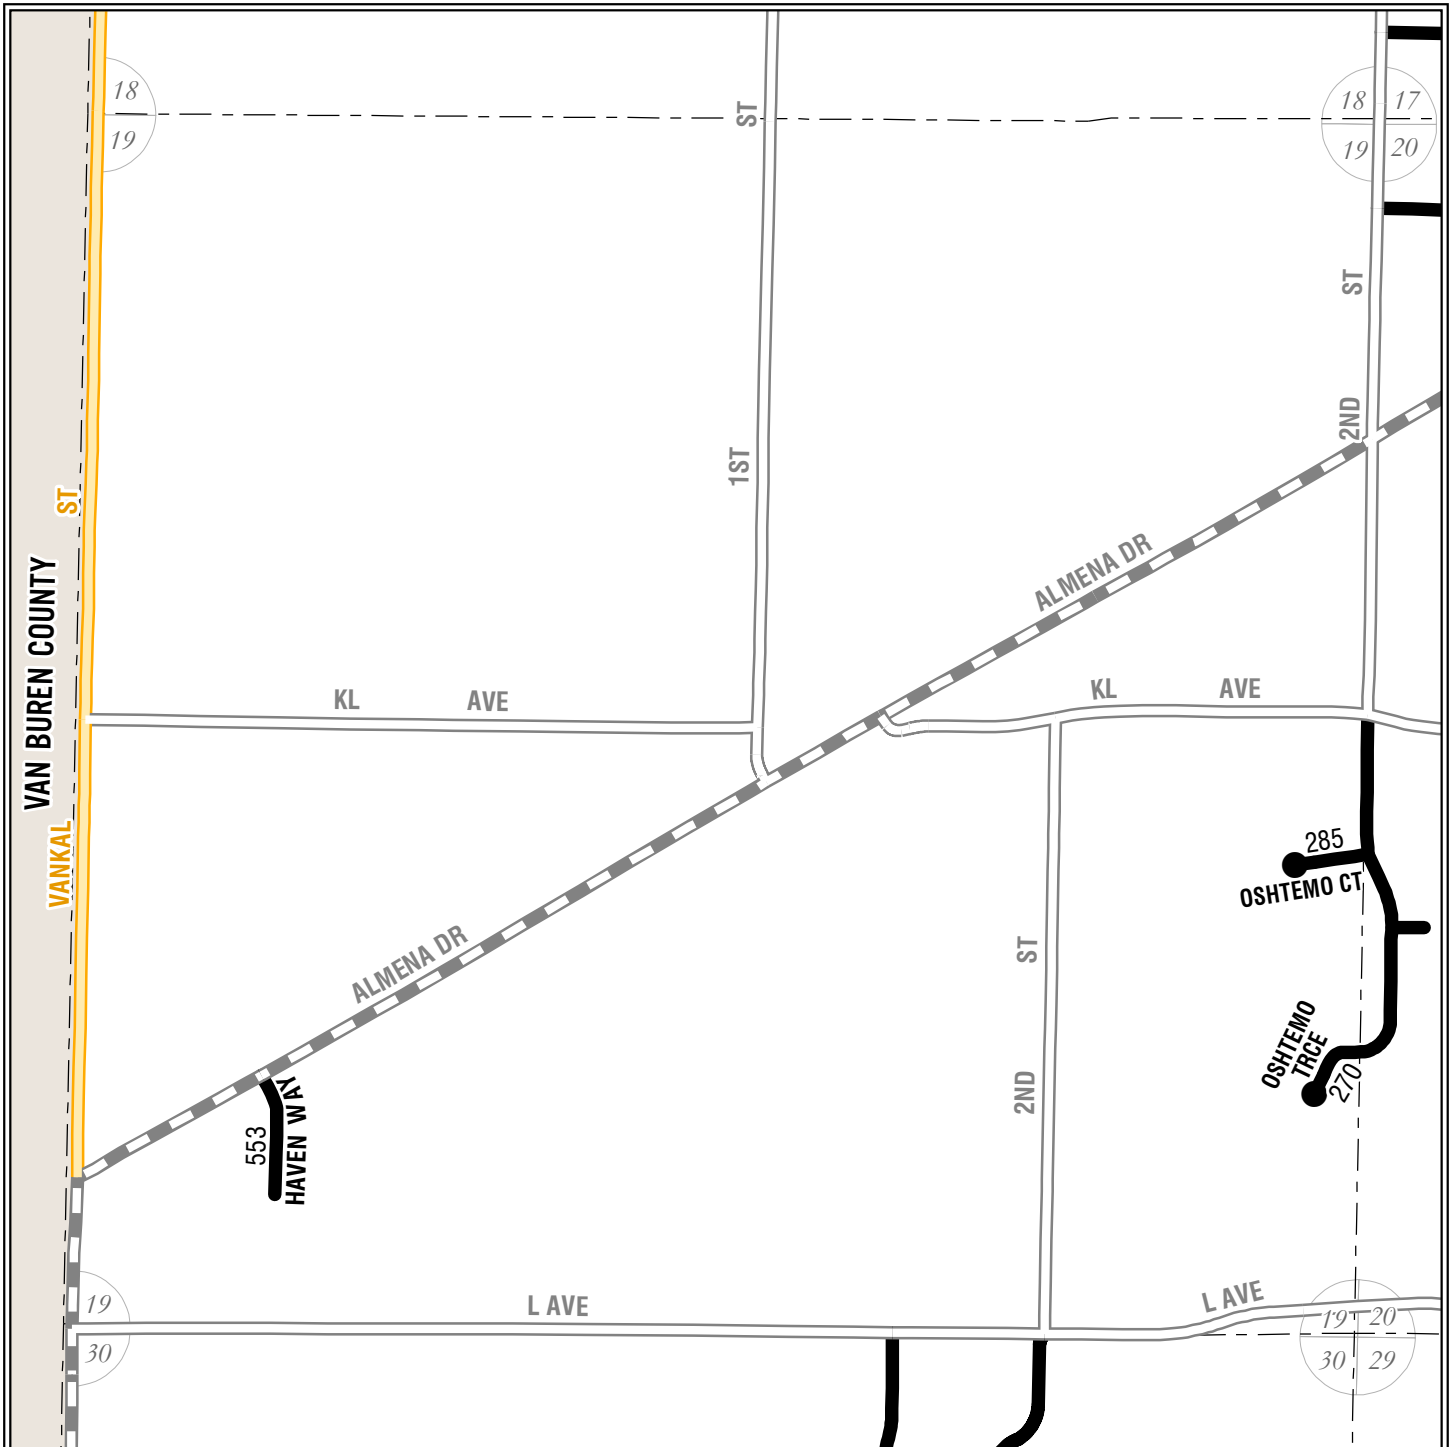 18
19
18 17
19 20
ST
ST
2ND
1ST
ST
VANKAL
VAN BUREN COUNTY
ALMENA DR
KL AVE
KL AVE
285
OSHTEMO CT
ALMENA DR
ST
2ND
OSHTEMO
TRCE
270
553
HAVEN WAY
19
30
L AVE
L AVE
19 20
30 29